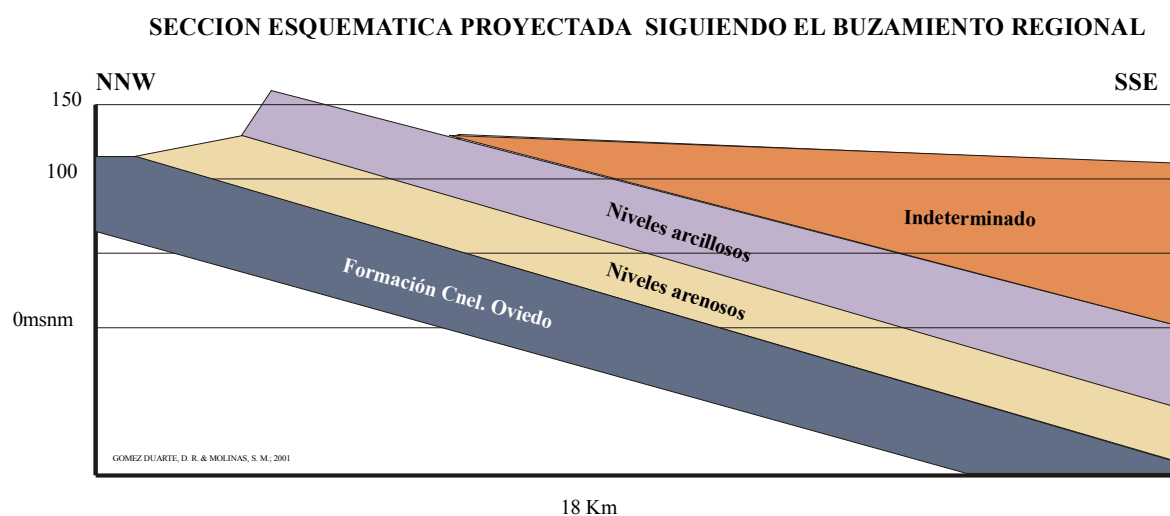 SECCION ESQUEMATICA PROYECTADA SIGUIENDO EL BUZAMIENTO REGIONAL
NNW
SSE
150
100
Niveles arcillosos
Indeterminado
Formación Cnel. Oviedo
Niveles arenosos
0msnm
GOMEZ DUARTE, D. R. & MOLINAS, S. M.; 2001
18 Km